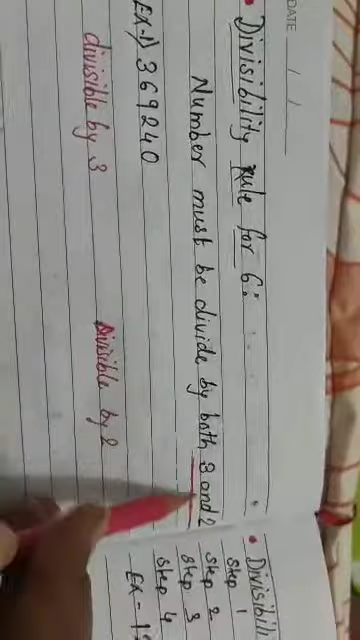 DATE / /
• Divisibility Rule for 6:
Number must be divide by both 3 and 2
Ex-1) 369240
divisible by 3 Divisible by 2
• Divisibil
Step 1
Step 2
Step 3
Step 4
Ex-1